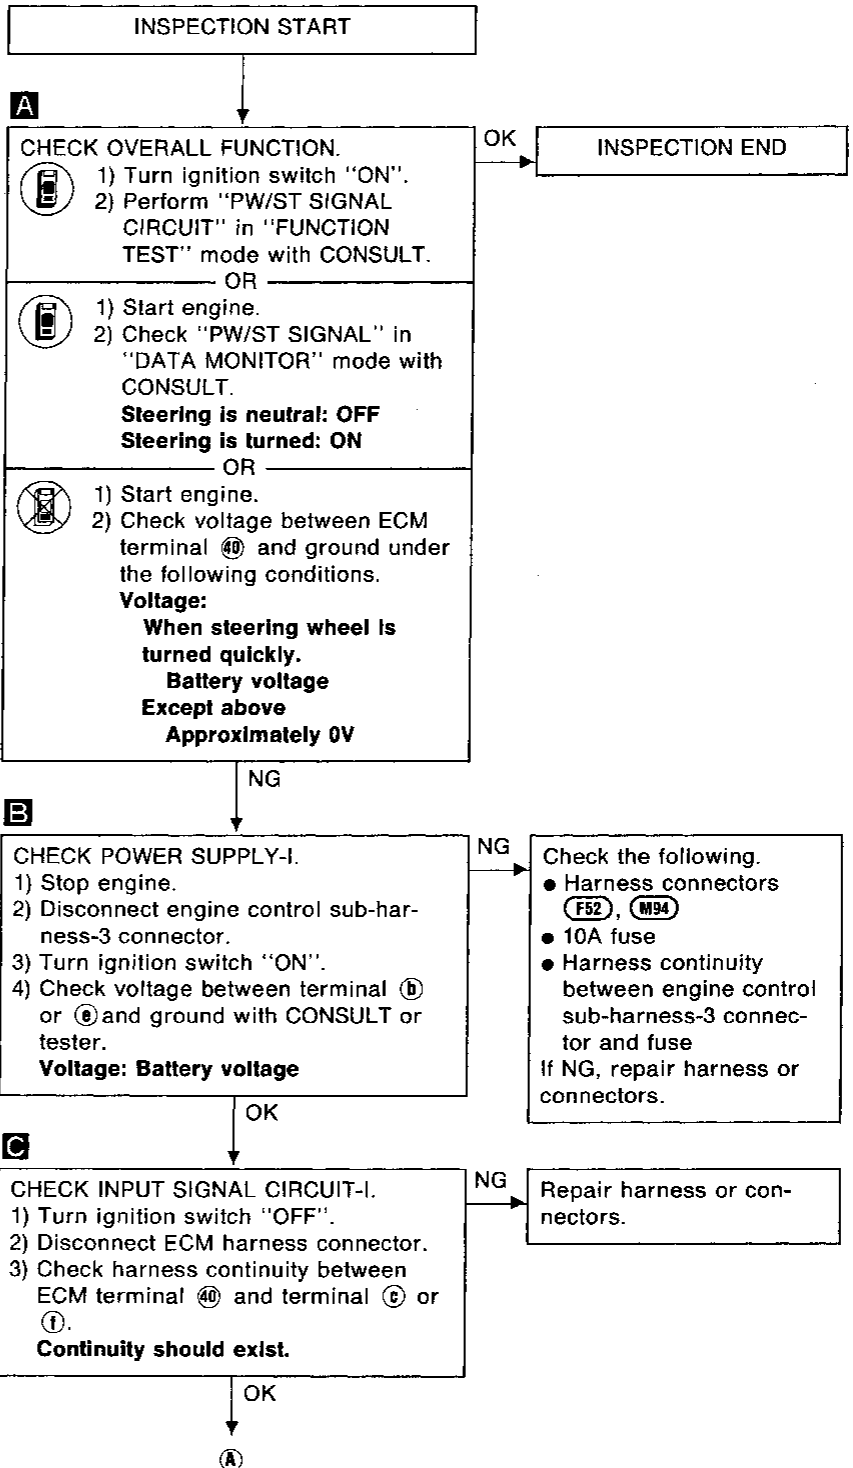 INSPECTION START
A
CHECK OVERALL FUNCTION.
1) Turn ignition switch "ON".
2) Perform "PW/ST SIGNAL
CIRCUIT" in "FUNCTION
TEST" mode with CONSULT.
OR
1) Start engine.
2) Check "PW/ST SIGNAL" in
"DATA MONITOR" mode with
CONSULT.
Steering is neutral: OFF
Steering is turned: ON
OR
1) Start engine.
2) Check voltage between ECM
terminal 40 and ground under
the following conditions.
Voltage:
When steering wheel is
turned quickly.
Battery voltage
Except above
Approximately 0V
OK
INSPECTION END
NG
B
CHECK POWER SUPPLY-I.
1) Stop engine.
2) Disconnect engine control sub-har-
ness-3 connector.
3) Turn ignition switch "ON".
4) Check voltage between terminal ⓑ
or ⓔ and ground with CONSULT or
tester.
Voltage: Battery voltage
NG
Check the following.
● Harness connectors
F52, M94
● 10A fuse
● Harness continuity
between engine control
sub-harness-3 connec-
tor and fuse
If NG, repair harness or
connectors.
OK
C
CHECK INPUT SIGNAL CIRCUIT-I.
1) Turn ignition switch "OFF".
2) Disconnect ECM harness connector.
3) Check harness continuity between
ECM terminal 40 and terminal ⓒ or
ⓕ.
Continuity should exist.
NG
Repair harness or con-
nectors.
OK
Ⓐ